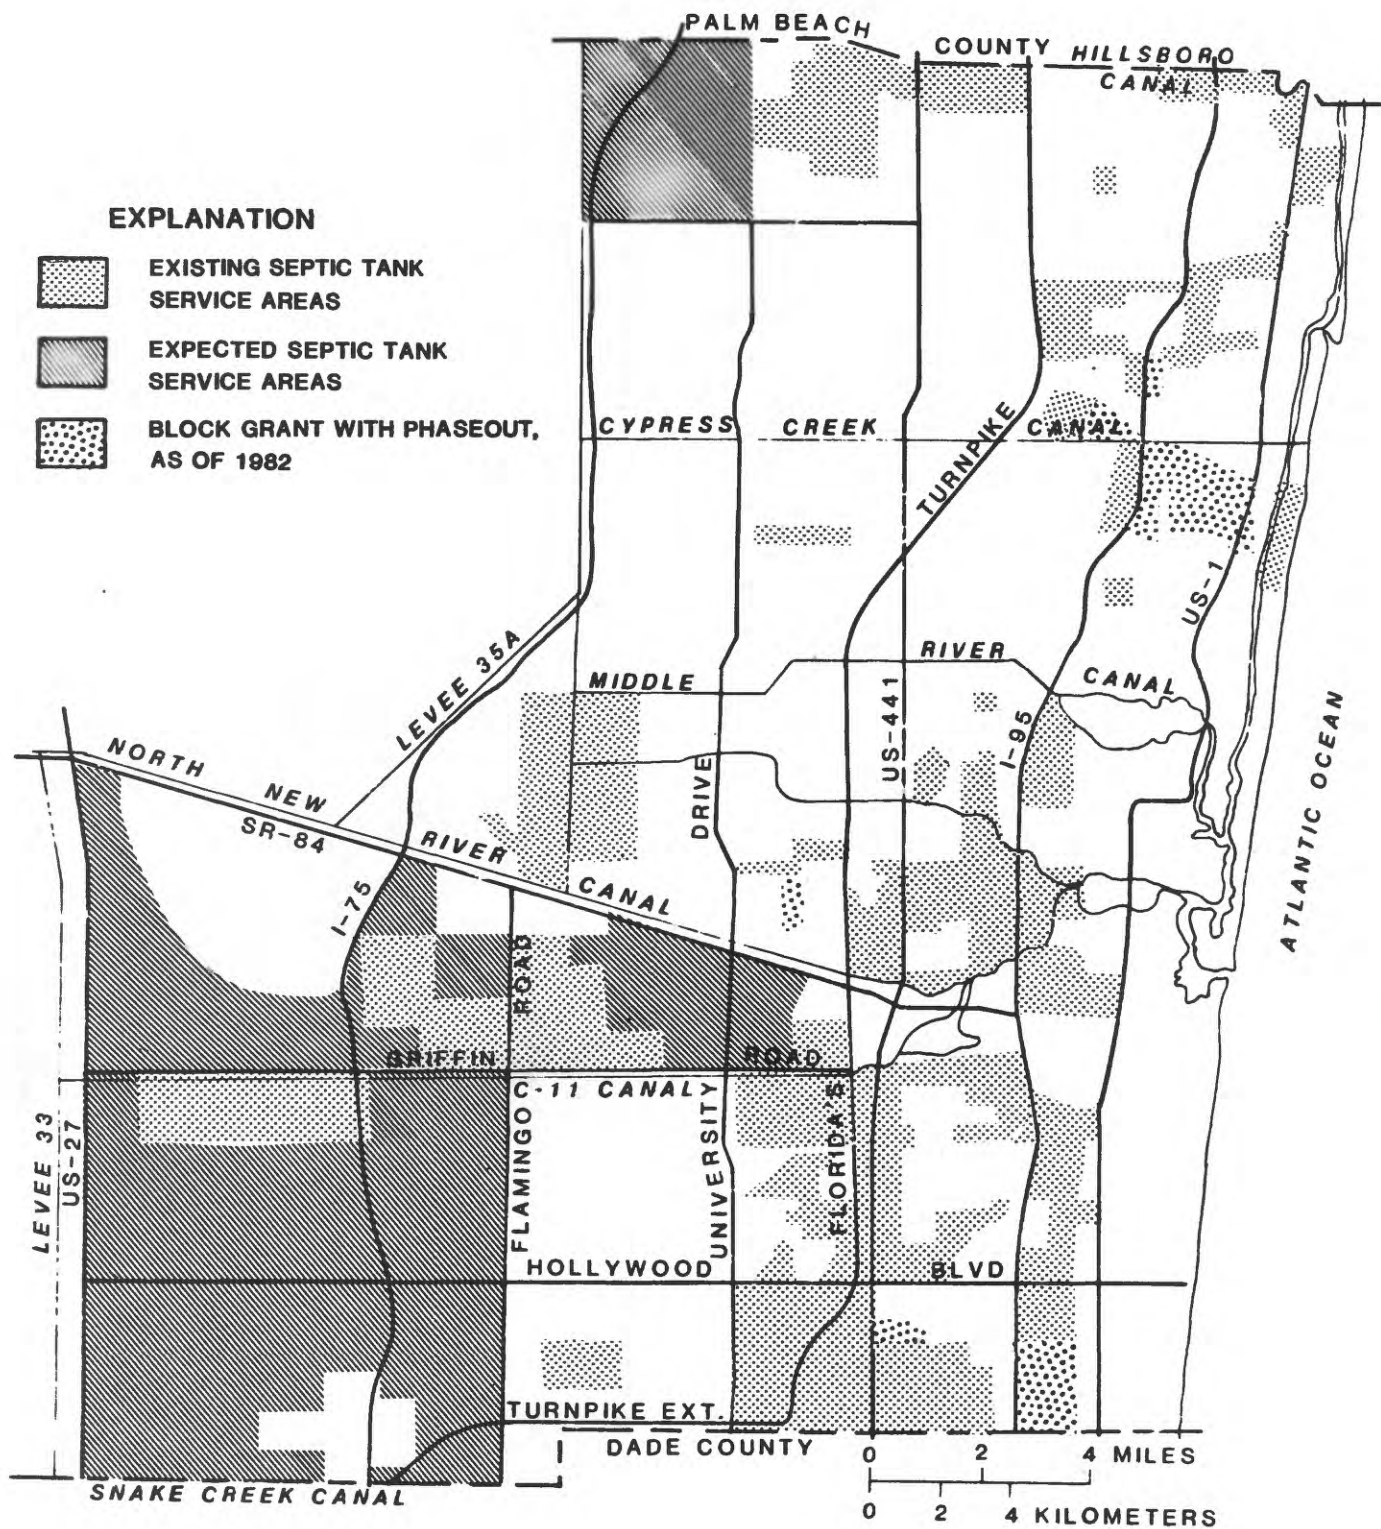 PALM BEACH
COUNTY
HILLSBORO
CANAL
EXPLANATION
EXISTING SEPTIC TANK
SERVICE AREAS
EXPECTED SEPTIC TANK
SERVICE AREAS
BLOCK GRANT WITH PHASEOUT,
AS OF 1982
CYPRESS CREEK CANAL
TURNPIKE
US-1
LEVEE 35A
MIDDLE RIVER CANAL
US-441
I-95
ATLANTIC OCEAN
NORTH NEW RIVER CANAL
SR-84
DRIVE
I-75
ROAD
GRIFFIN ROAD
C-11 CANAL
LEVEE 33
US-27
FLAMINGO
UNIVERSITY
FLORIDA'S
HOLLYWOOD BLVD
TURNPIKE EXT.
DADE COUNTY
SNAKE CREEK CANAL
0 2 4 MILES
0 2 4 KILOMETERS